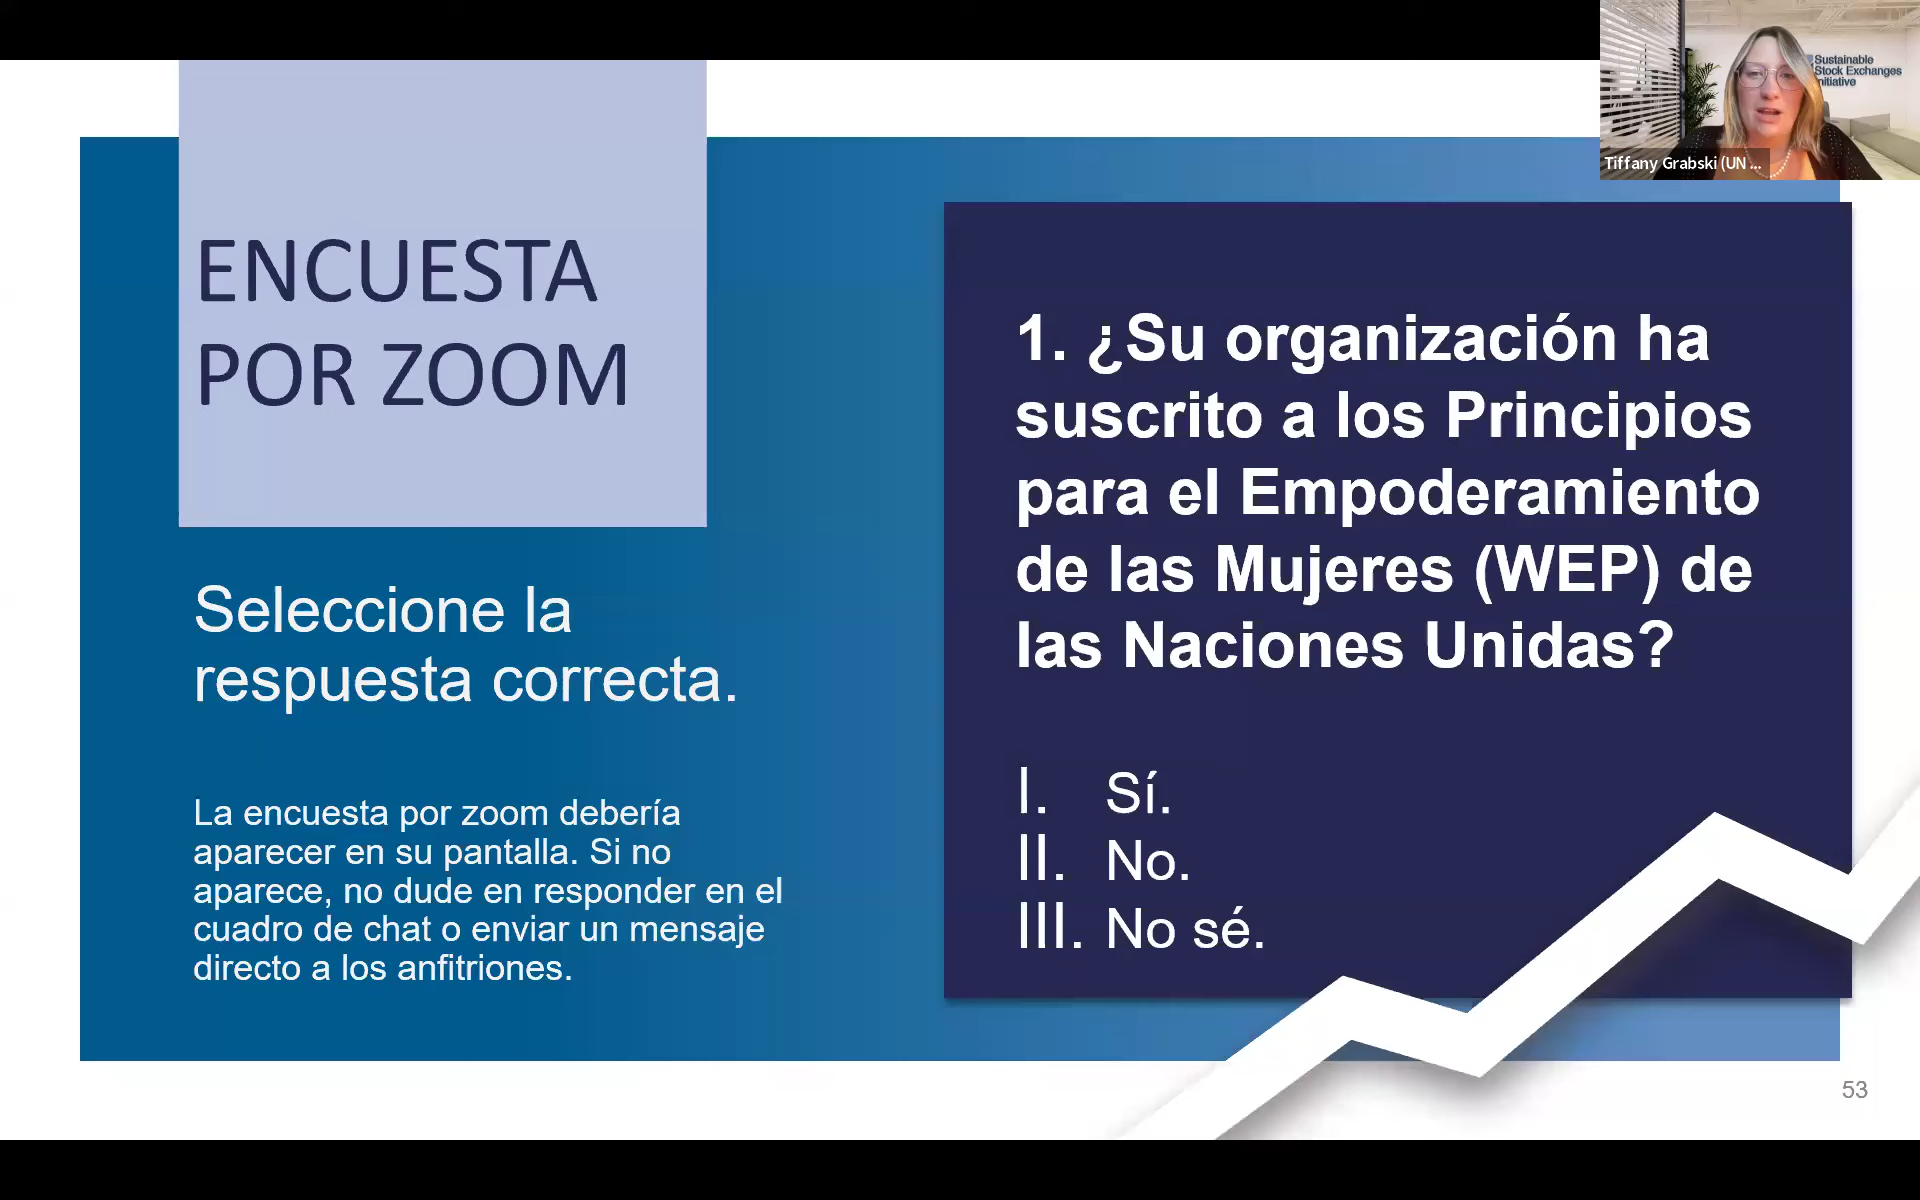 Sustainable
Stock Exchanges
Initiative
Tiffany Grabski (UN ...
ENCUESTA
POR ZOOM
Seleccione la
respuesta correcta.
La encuesta por zoom debería
aparecer en su pantalla. Si no
aparece, no dude en responder en el
cuadro de chat o enviar un mensaje
directo a los anfitriones.
1. ¿Su organización ha
suscrito a los Principios
para el Empoderamiento
de las Mujeres (WEP) de
las Naciones Unidas?
I. Sí.
II. No.
III. No sé.
53